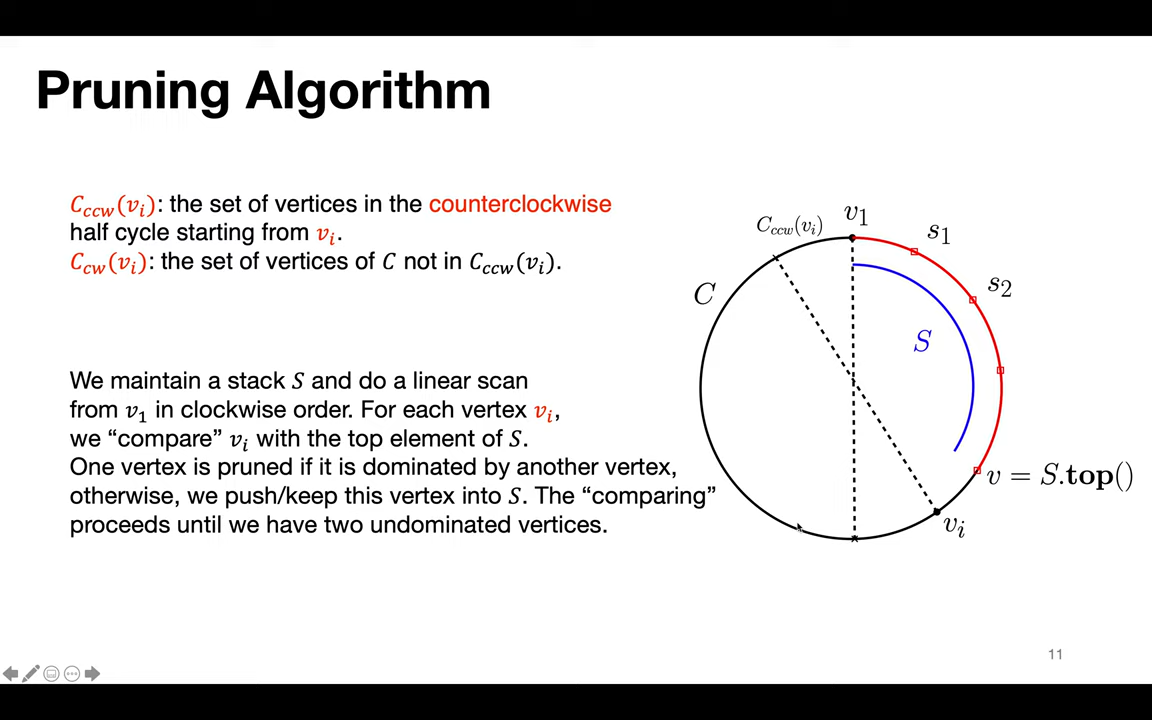 Pruning Algorithm
C_ccw(v_i): the set of vertices in the counterclockwise
half cycle starting from v_i.
C_cw(v_i): the set of vertices of C not in C_ccw(v_i).
We maintain a stack S and do a linear scan
from v_1 in clockwise order. For each vertex v_i,
we “compare” v_i with the top element of S.
One vertex is pruned if it is dominated by another vertex,
otherwise, we push/keep this vertex into S. The “comparing”
proceeds until we have two undominated vertices.
C_ccw(v_i)
v_1
s_1
s_2
C
S
v = S.top()
v_i
11